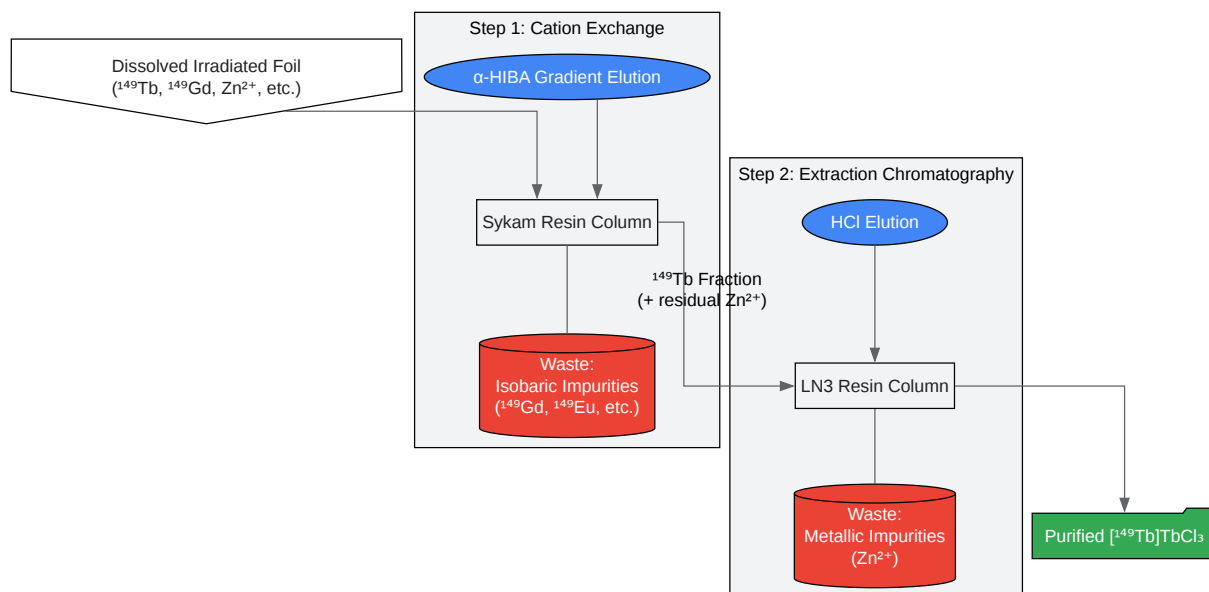 Step 1: Cation Exchange
α-HIBA Gradient Elution
Dissolved Irradiated Foil
(¹⁴⁹Tb, ¹⁴⁹Gd, Zn²⁺, etc.)
Sykam Resin Column
¹⁴⁹Tb Fraction
(+ residual Zn²⁺)
Waste:
Isobaric Impurities
(¹⁴⁹Gd, ¹⁴⁹Eu, etc.)
Step 2: Extraction Chromatography
HCl Elution
LN3 Resin Column
Waste:
Metallic Impurities
(Zn²⁺)
Purified [¹⁴⁹Tb]TbCl₃